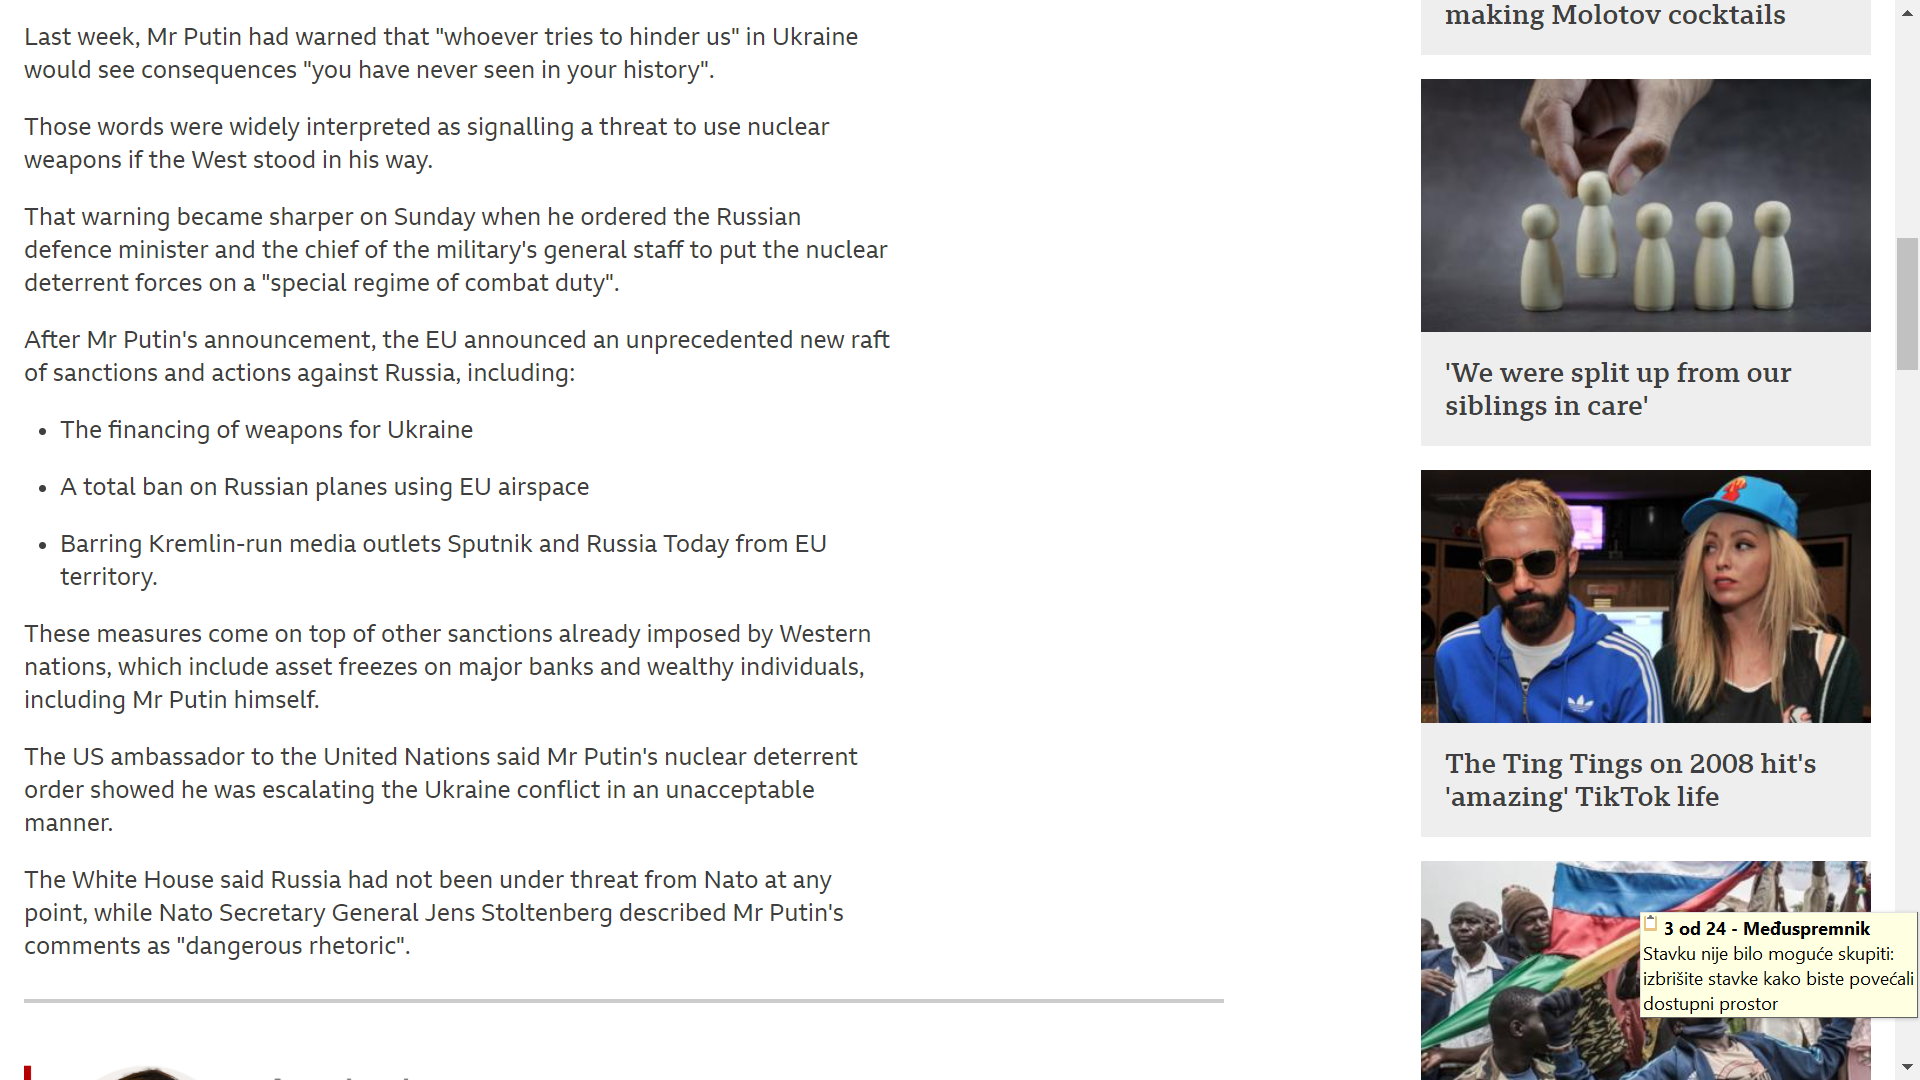 Last week, Mr Putin had warned that "whoever tries to hinder us" in Ukraine
would see consequences "you have never seen in your history".
Those words were widely interpreted as signalling a threat to use nuclear
weapons if the West stood in his way.
That warning became sharper on Sunday when he ordered the Russian
defence minister and the chief of the military's general staff to put the nuclear
deterrent forces on a "special regime of combat duty".
After Mr Putin's announcement, the EU announced an unprecedented new raft
of sanctions and actions against Russia, including:
• The financing of weapons for Ukraine
• A total ban on Russian planes using EU airspace
• Barring Kremlin-run media outlets Sputnik and Russia Today from EU
territory.
These measures come on top of other sanctions already imposed by Western
nations, which include asset freezes on major banks and wealthy individuals,
including Mr Putin himself.
The US ambassador to the United Nations said Mr Putin's nuclear deterrent
order showed he was escalating the Ukraine conflict in an unacceptable
manner.
The White House said Russia had not been under threat from Nato at any
point, while Nato Secretary General Jens Stoltenberg described Mr Putin's
comments as "dangerous rhetoric".
making Molotov cocktails
'We were split up from our
siblings in care'
The Ting Tings on 2008 hit's
'amazing' TikTok life
3 od 24 - Međuspremnik
Stavku nije bilo moguće skupiti:
izbrišite stavke kako biste povećali
dostupni prostor